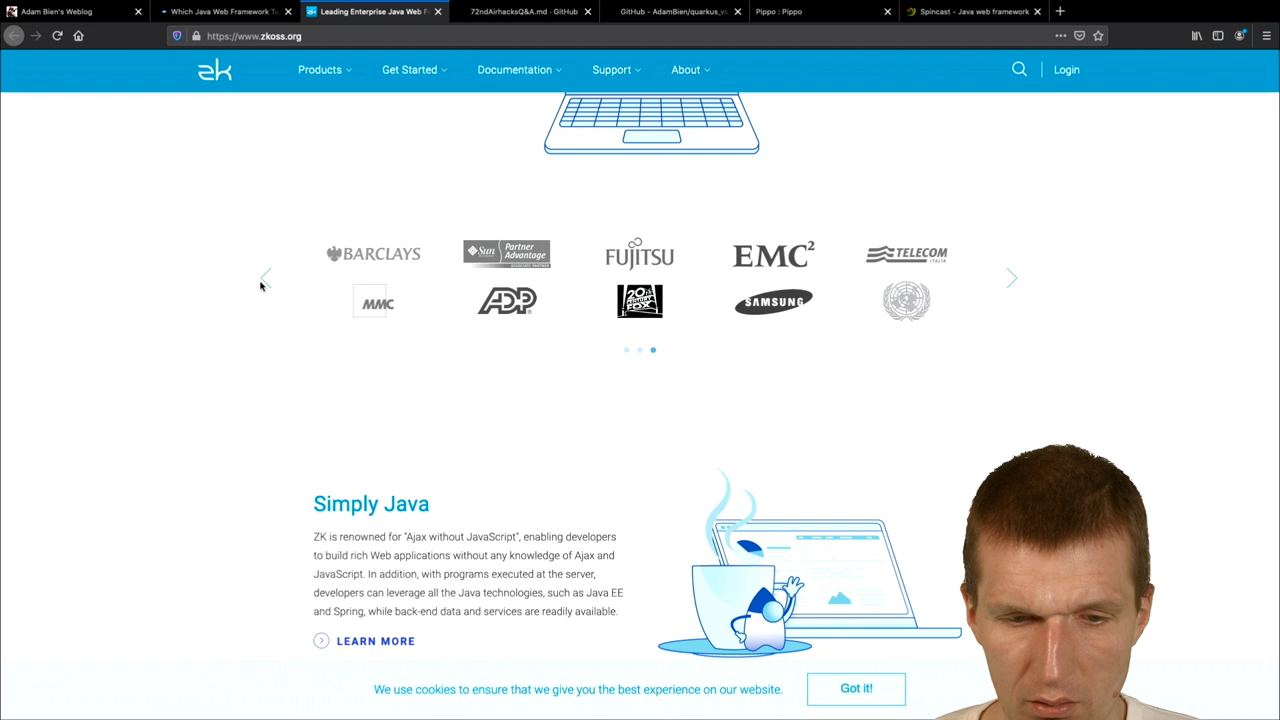 Adam Bien's Weblog
Which Java Web Framework To
Leading Enterprise Java Web F
72ndAirhacksQ&A.md · GitHub
GitHub - AdamBien/quarkus_vs
Pippo : Pippo
Spincast - Java web framework
https://www.zkoss.org
zk
Products
Get Started
Documentation
Support
About
Login
BARCLAYS
Sun Partner Advantage
ASSOCIATE PARTNER
FUJITSU
EMC²
TELECOM
ITALIA
MMC
ADP
20th Century Fox
SAMSUNG
Simply Java
ZK is renowned for "Ajax without JavaScript", enabling developers
to build rich Web applications without any knowledge of Ajax and
JavaScript. In addition, with programs executed at the server,
developers can leverage all the Java technologies, such as Java EE
and Spring, while back-end data and services are readily available.
LEARN MORE
We use cookies to ensure that we give you the best experience on our website.
Got it!